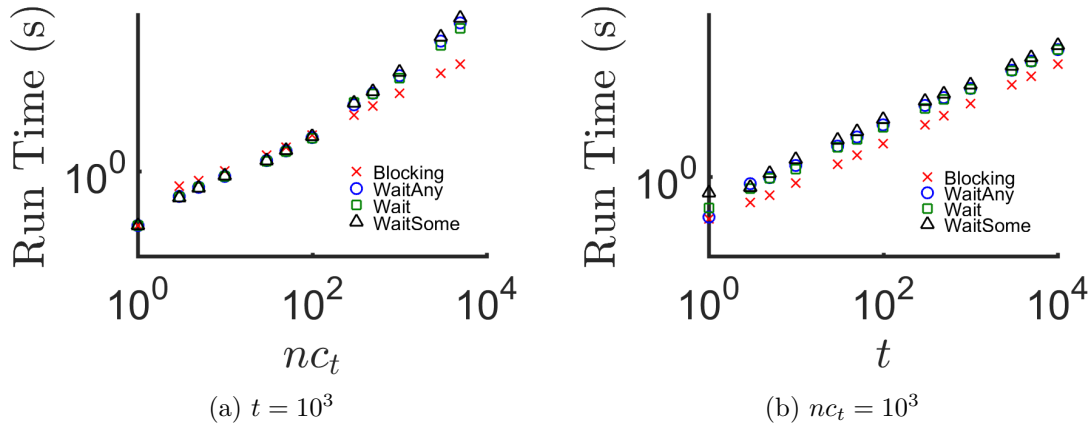 Run Time (s)
10^0
Blocking
WaitAny
Wait
WaitSome
10^0
10^2
10^4
nc_t
(a) t = 10^3
Run Time (s)
10^0
Blocking
WaitAny
Wait
WaitSome
10^0
10^2
10^4
t
(b) nc_t = 10^3